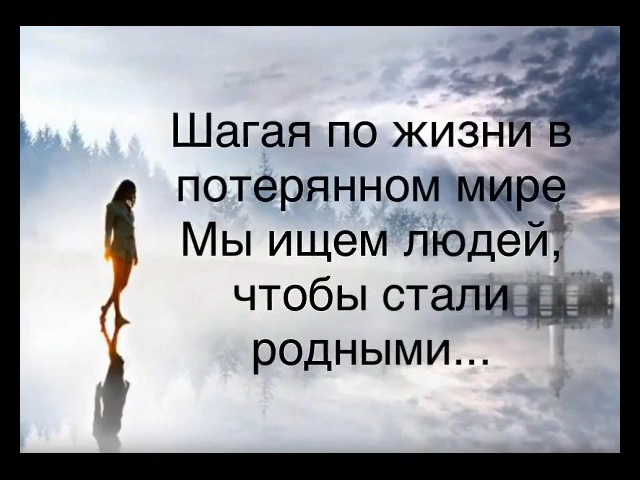 Шагая по жизни в
потерянном мире
Мы ищем людей,
чтобы стали
родными...